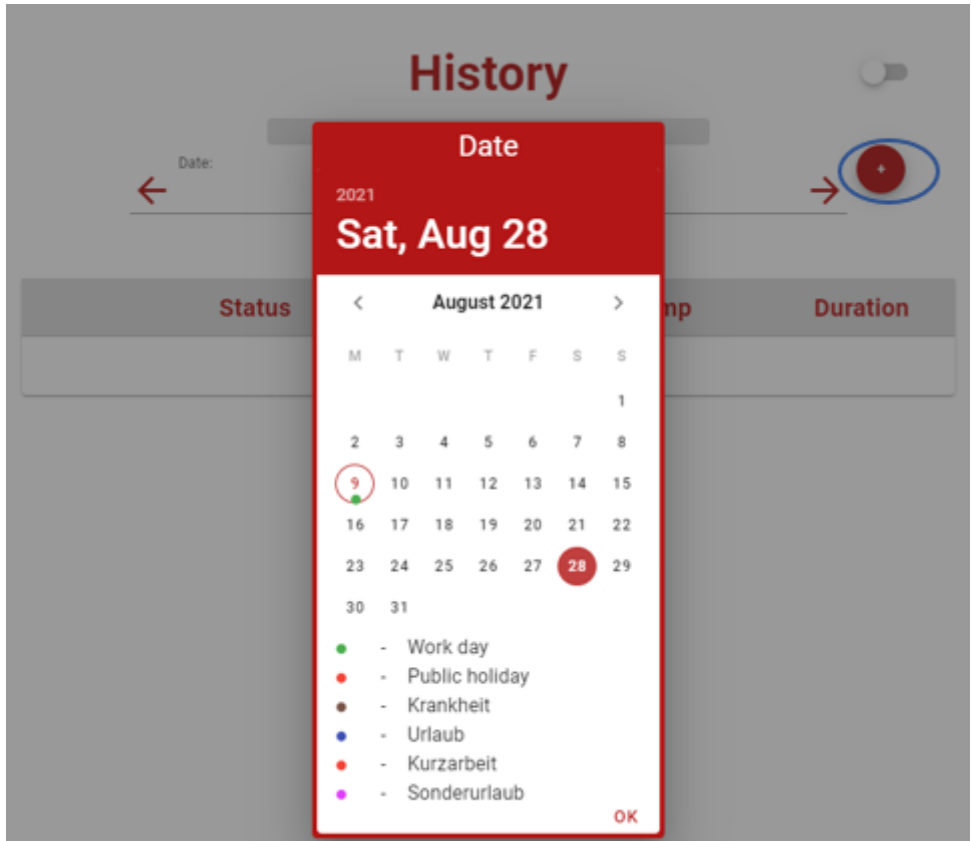 History
Date
Date:
+
2021
Sat, Aug 28
August 2021
Status
mp
Duration
M T W T F S S
1
2 3 4 5 6 7 8
9 10 11 12 13 14 15
16 17 18 19 20 21 22
23 24 25 26 27 28 29
30 31
- Work day
- Public holiday
- Krankheit
- Urlaub
- Kurzarbeit
- Sonderurlaub
OK